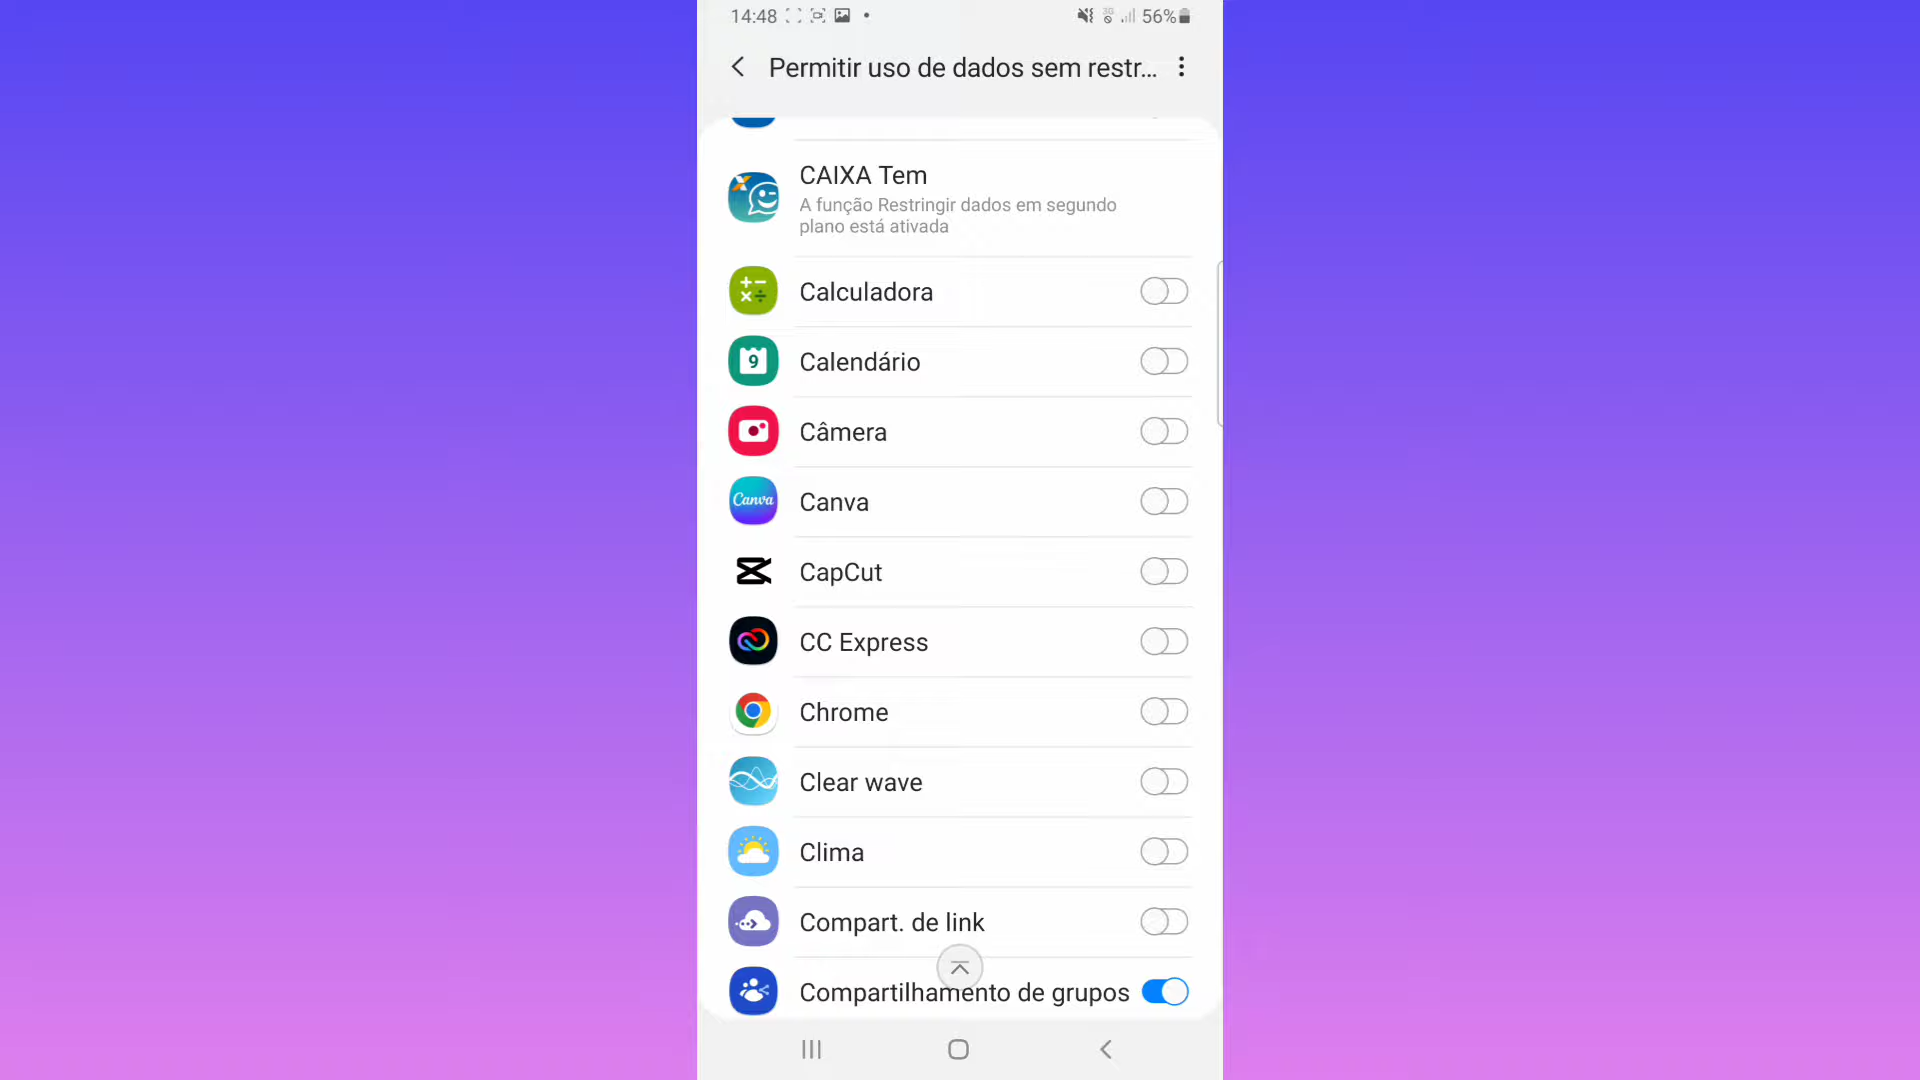 14:48
3G
56%
Permitir uso de dados sem restr...
CAIXA Tem
A função Restringir dados em segundo
plano está ativada
Calculadora
9
Calendário
Câmera
Canva
Canva
CapCut
CC Express
Chrome
Clear wave
Clima
Compart. de link
Compartilhamento de grupos